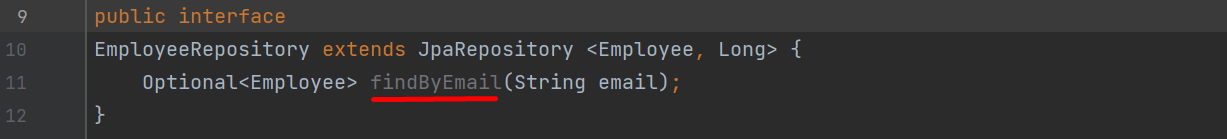 9 public interface
10 EmployeeRepository extends JpaRepository <Employee, Long> {
11 Optional<Employee> findByEmail(String email);
12 }